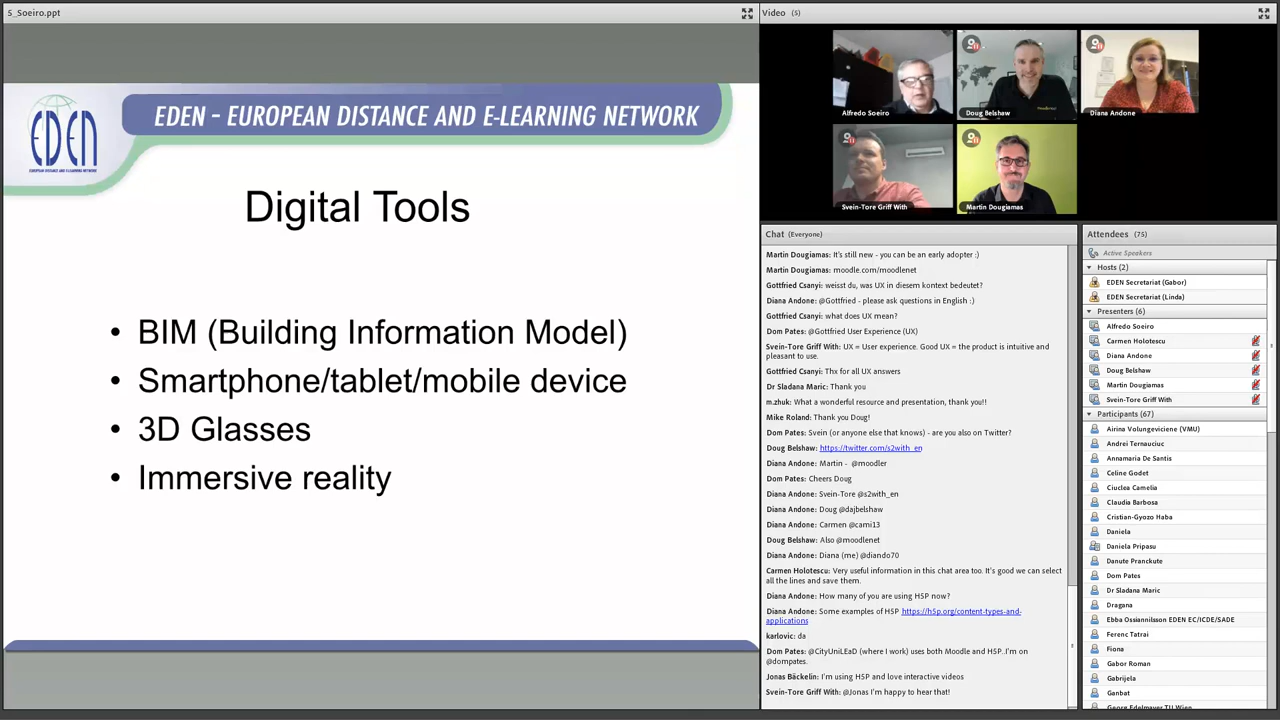 S_Soeiro.ppt
EDEN
EUROPEAN DISTANCE AND E-LEARNING NETWORK
EDEN - EUROPEAN DISTANCE AND E-LEARNING NETWORK
Digital Tools
• BIM (Building Information Model)
• Smartphone/tablet/mobile device
• 3D Glasses
• Immersive reality
Video (5)
Alfredo Soeiro
Doug Belshaw
Diana Andone
Svein-Tore Griff With
Martin Dougiamas
Chat (Everyone)
Martin Dougiamas: It's still new - you can be an early adopter :)
Martin Dougiamas: moodle.com/moodlenet
Gottfried Csanyi: weisst du, was UX in diesem kontext bedeutet?
Diana Andone: @Gottfried - please ask questions in English :)
Gottfried Csanyi: what does UX mean?
Dom Pates: @Gottfried User Experience (UX)
Svein-Tore Griff With: UX = User experience. Good UX = the product is intuitive and
pleasant to use.
Gottfried Csanyi: Thx for all UX answers
Dr Sladana Maric: Thank you
m.zhuk: What a wonderful resource and presentation, thank you!!
Mike Roland: Thank you Doug!
Dom Pates: Svein (or anyone else that knows) - are you also on Twitter?
Doug Belshaw: https://twitter.com/s2with_en
Diana Andone: Martin - @moodler
Dom Pates: Cheers Doug
Diana Andone: Svein-Tore @s2with_en
Diana Andone: Doug @dajbelshaw
Diana Andone: Carmen @cami13
Doug Belshaw: Also @moodlenet
Diana Andone: Diana (me) @diando70
Carmen Holotescu: Very useful information in this chat area too. It's good we can select
all the lines and save them.
Diana Andone: How many of you are using H5P now?
Diana Andone: Some examples of H5P https://h5p.org/content-types-and-
applications
karlovic: da
Dom Pates: @CityUniLEaD (where I work) uses both Moodle and H5P..I'm on
@dompates.
Jonas Bäckelin: I'm using H5P and love interactive videos
Svein-Tore Griff With: @Jonas I'm happy to hear that!
Attendees (75)
Active Speakers
Hosts (2)
EDEN Secretariat (Gabor)
EDEN Secretariat (Linda)
Presenters (6)
Alfredo Soeiro
Carmen Holotescu
Diana Andone
Doug Belshaw
Martin Dougiamas
Svein-Tore Griff With
Participants (67)
Airina Volungeviciene (VMU)
Andrei Ternauciuc
Annamaria De Santis
Celine Godet
Ciuclea Camelia
Claudia Barbosa
Cristian-Gyozo Haba
Daniela
Daniela Pripasu
Danute Pranckute
Dom Pates
Dr Sladana Maric
Dragana
Ebba Ossiannilsson EDEN EC/ICDE/SADE
Ferenc Tatrai
Fiona
Gabor Roman
Gabrijela
Ganbat
Georg Edelmayer TU Wien